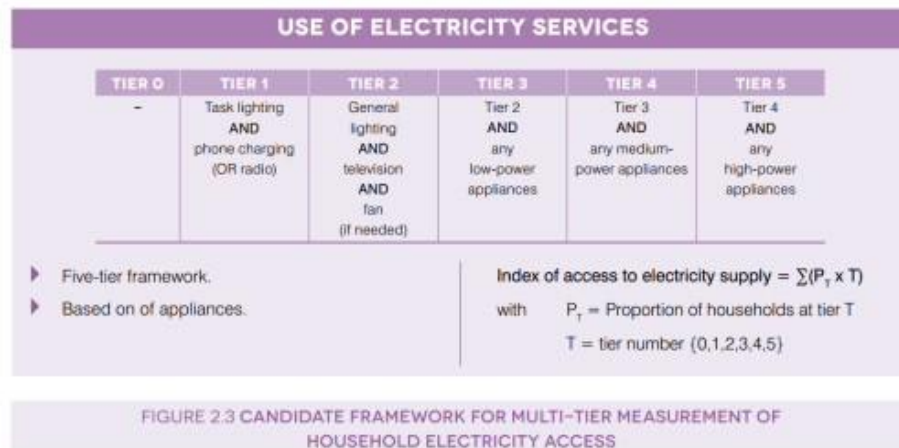 USE OF ELECTRICITY SERVICES
TIER 0
–
TIER 1
Task lighting
AND
phone charging
(OR radio)
TIER 2
General
lighting
AND
television
AND
fan
(if needed)
TIER 3
Tier 2
AND
any
low-power
appliances
TIER 4
Tier 3
AND
any medium-
power appliances
TIER 5
Tier 4
AND
any
high-power
appliances
Five-tier framework.
Based on of appliances.
Index of access to electricity supply = ∑(P_T x T)
with P_T = Proportion of households at tier T
T = tier number {0,1,2,3,4,5}
FIGURE 2.3 CANDIDATE FRAMEWORK FOR MULTI-TIER MEASUREMENT OF
HOUSEHOLD ELECTRICITY ACCESS